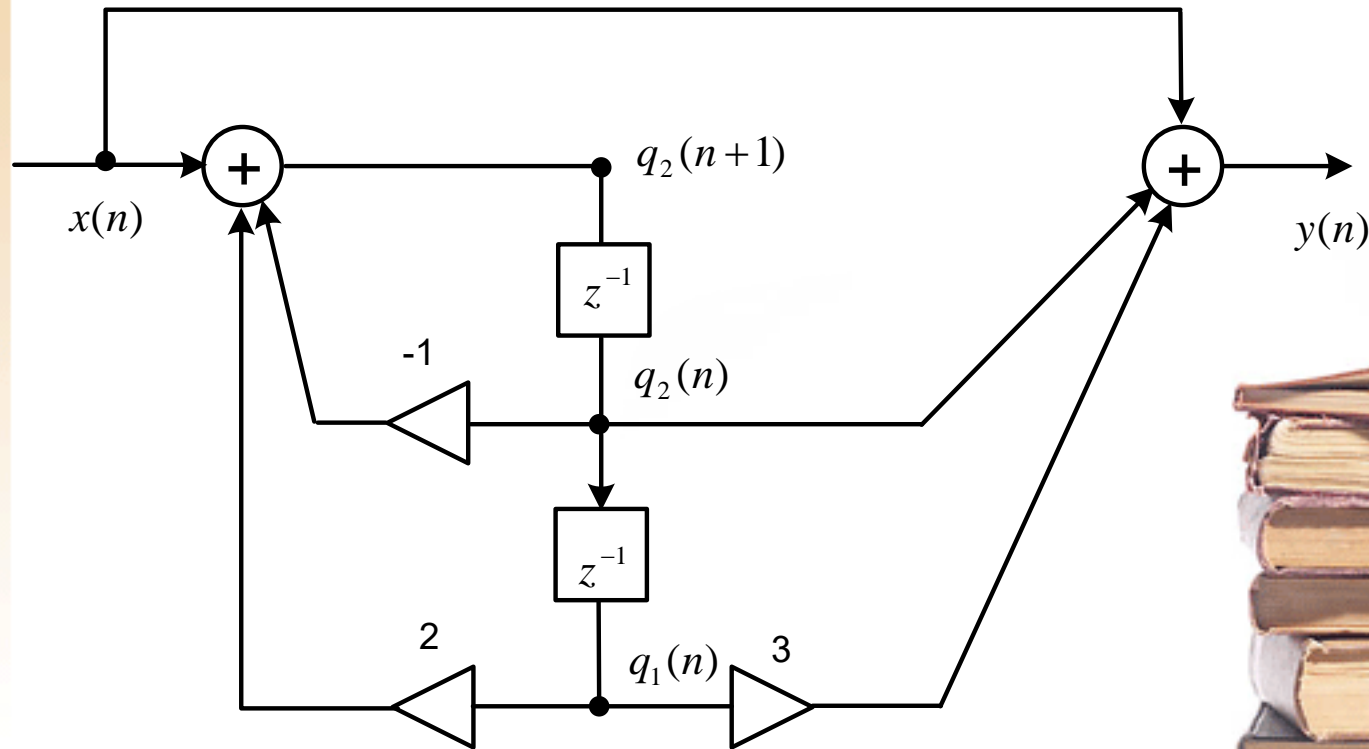 +
q₂(n+1)
+
x(n)
y(n)
z⁻¹
-1
q₂(n)
z⁻¹
2
q₁(n)
3